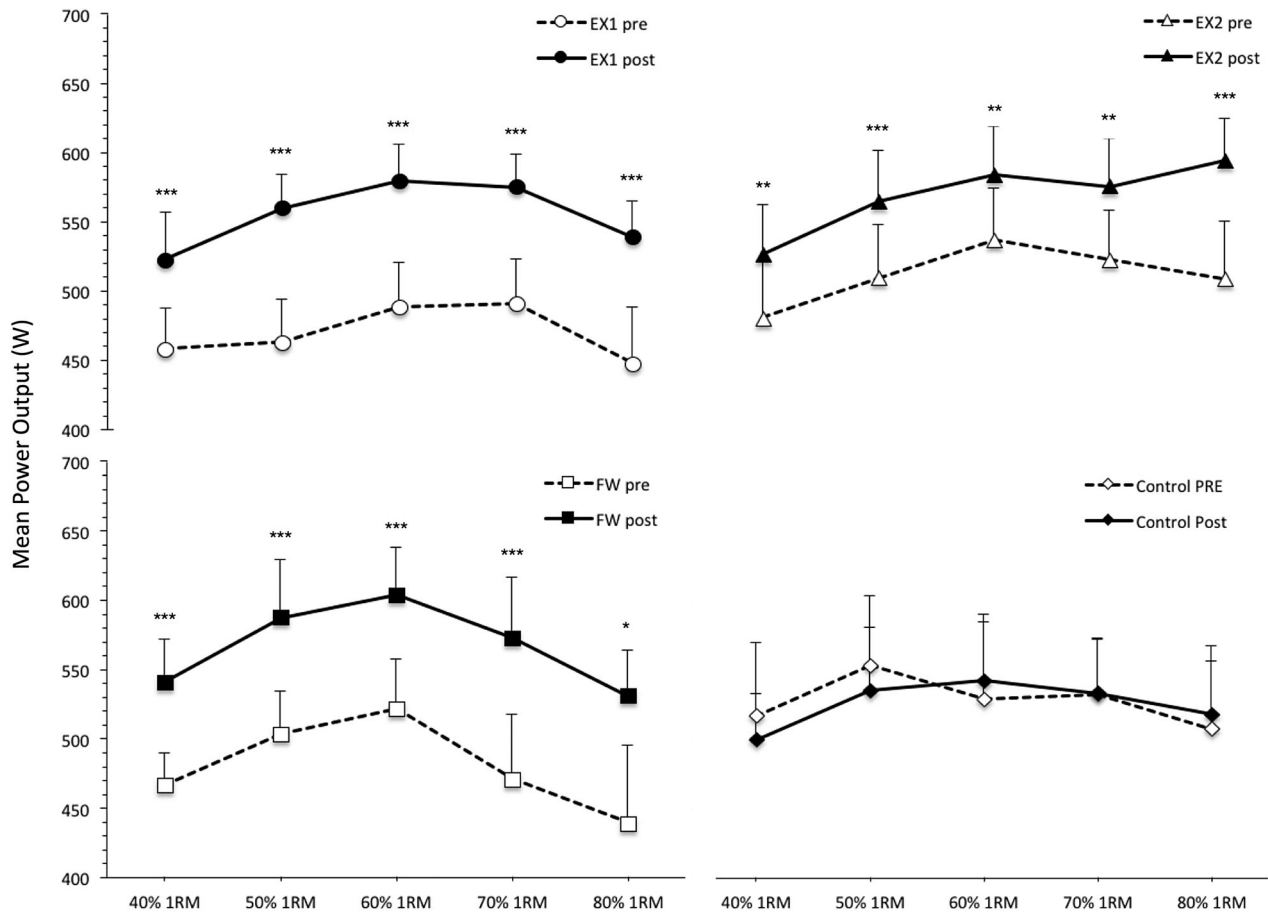 Mean Power Output (W)
700
650
600
550
500
450
400
EX1 pre
EX1 post
***
***
***
***
***
EX2 pre
EX2 post
**
***
**
**
***
700
650
600
550
500
450
400
FW pre
FW post
***
***
***
***
*
40% 1RM 50% 1RM 60% 1RM 70% 1RM 80% 1RM
Control PRE
Control Post
40% 1RM 50% 1RM 60% 1RM 70% 1RM 80% 1RM